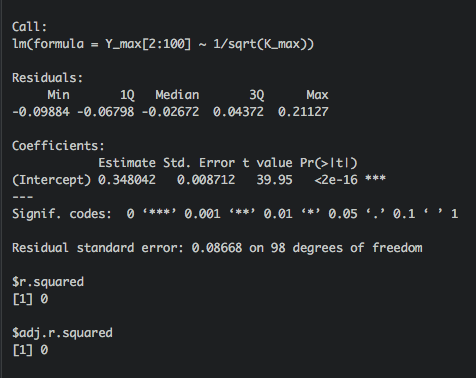 Call:
lm(formula = Y_max[2:100] ~ 1/sqrt(K_max))
Residuals:
Min 1Q Median 3Q Max
-0.09884 -0.06798 -0.02672 0.04372 0.21127
Coefficients:
Estimate Std. Error t value Pr(>|t|)
(Intercept) 0.348042 0.008712 39.95 <2e-16 ***
---
Signif. codes: 0 ‘***’ 0.001 ‘**’ 0.01 ‘*’ 0.05 ‘.’ 0.1 ‘ ’ 1
Residual standard error: 0.08668 on 98 degrees of freedom
$r.squared
[1] 0
$adj.r.squared
[1] 0